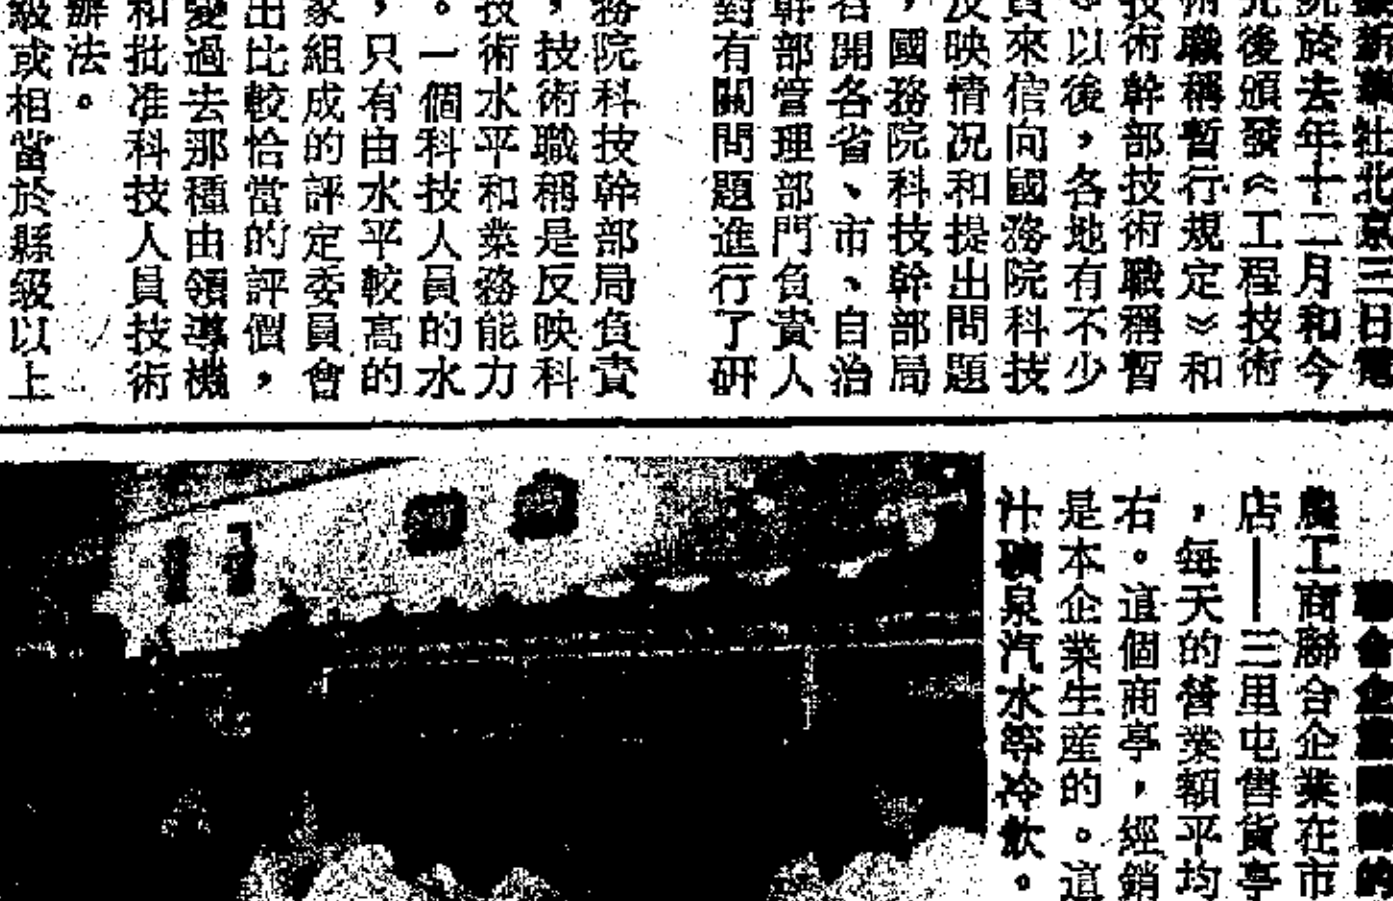 社北京三日電
院於去年十二月和今
先後頒發《工程技術
術職稱暫行規定》和
技術幹部技術職稱暫
。以後，各地有不少
員來信向國務院科技
反映情況和提出問題
，國務院科技幹部局
召開各省、市、自治
幹部管理部門負責人
對有關問題進行了研
務院科技幹部局負責
，技術職稱是反映科
技術水平和業務能力
。一個科技人員的水
，只有由水平較高的
家組成的評定委員會
出比較恰當的評價，
變過去那種由領導機
和批准科技人員技術
辦法。
級或相當於縣級以上
聯合企業
農工商聯合企業在市
店——三里屯售貨亭
，每天的營業額平均
右。這個商亭，經銷
是本企業生產的。這
汁礦泉汽水等冷飲。